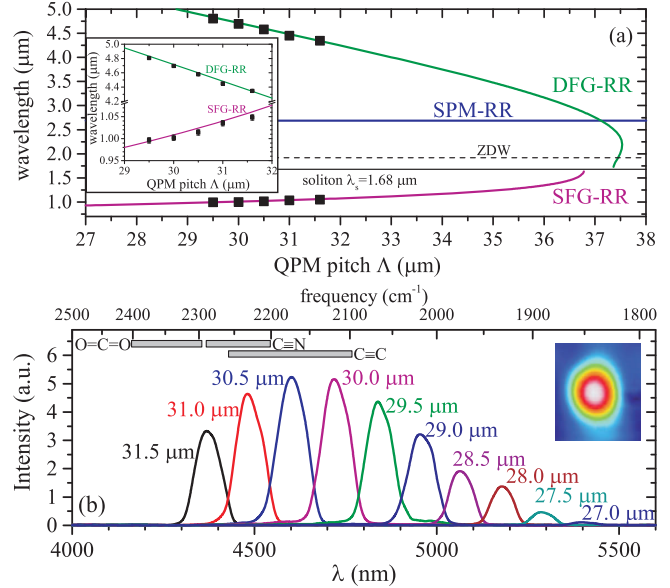 5.0
4.5
4.0
3.5
3.0
2.5
2.0
1.5
1.0
wavelength (μm)
(a)
DFG-RR
SPM-RR
ZDW
soliton λs=1.68 μm
SFG-RR
5.0
4.8
4.6
4.4
4.2
1.05
1.00
0.95
wavelength (μm)
DFG-RR
SFG-RR
29 30 31 32
QPM pitch Λ (μm)
27 28 29 30 31 32 33 34 35 36 37 38
QPM pitch Λ (μm)
frequency (cm-1)
2500 2400 2300 2200 2100 2000 1900 1800
O=C=O
C≡N
C≡C
6
5
4
3
2
1
0
Intensity (a.u.)
31.5 μm
31.0 μm
30.5 μm
30.0 μm
29.5 μm
29.0 μm
28.5 μm
28.0 μm
27.5 μm
27.0 μm
(b)
4000 4500 5000 5500
λ (nm)